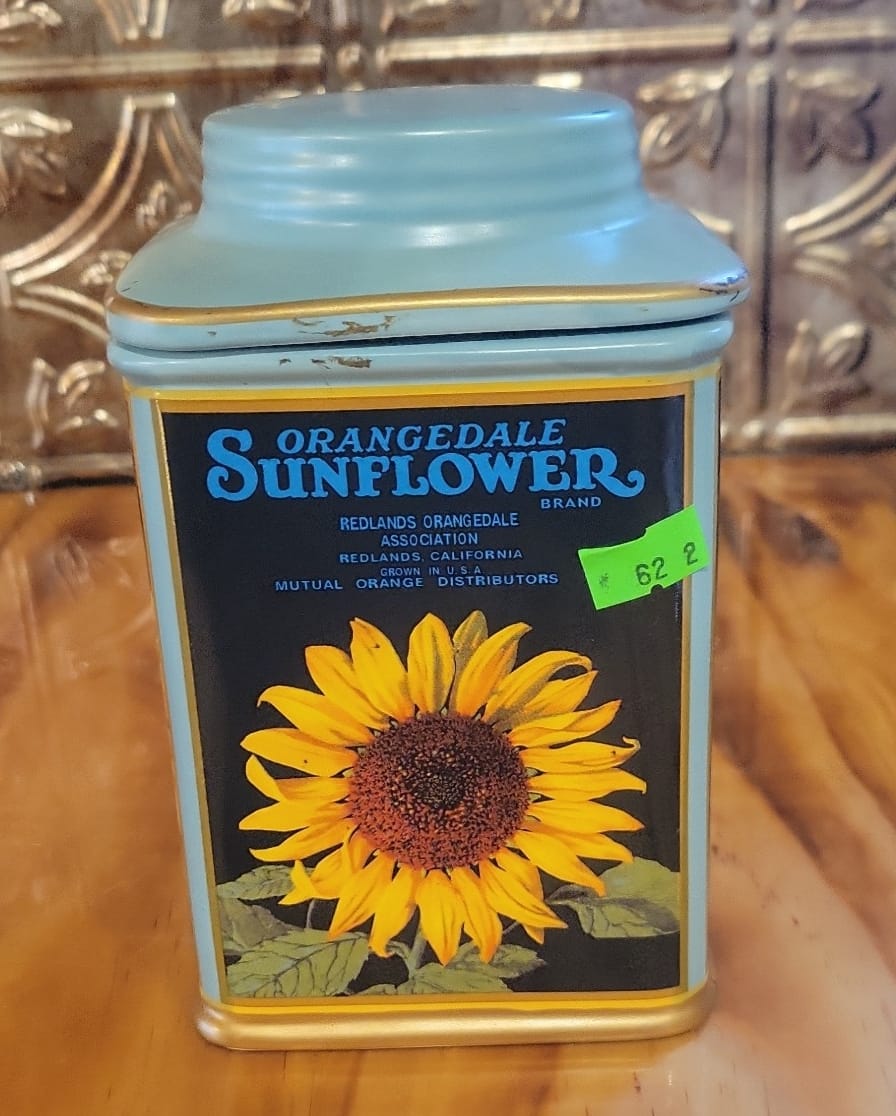 ORANGEDALE
SUNFLOWER
BRAND
REDLANDS ORANGEDALE
ASSOCIATION
REDLANDS, CALIFORNIA
GROWN IN U.S.A
MUTUAL ORANGE DISTRIBUTORS
62 2